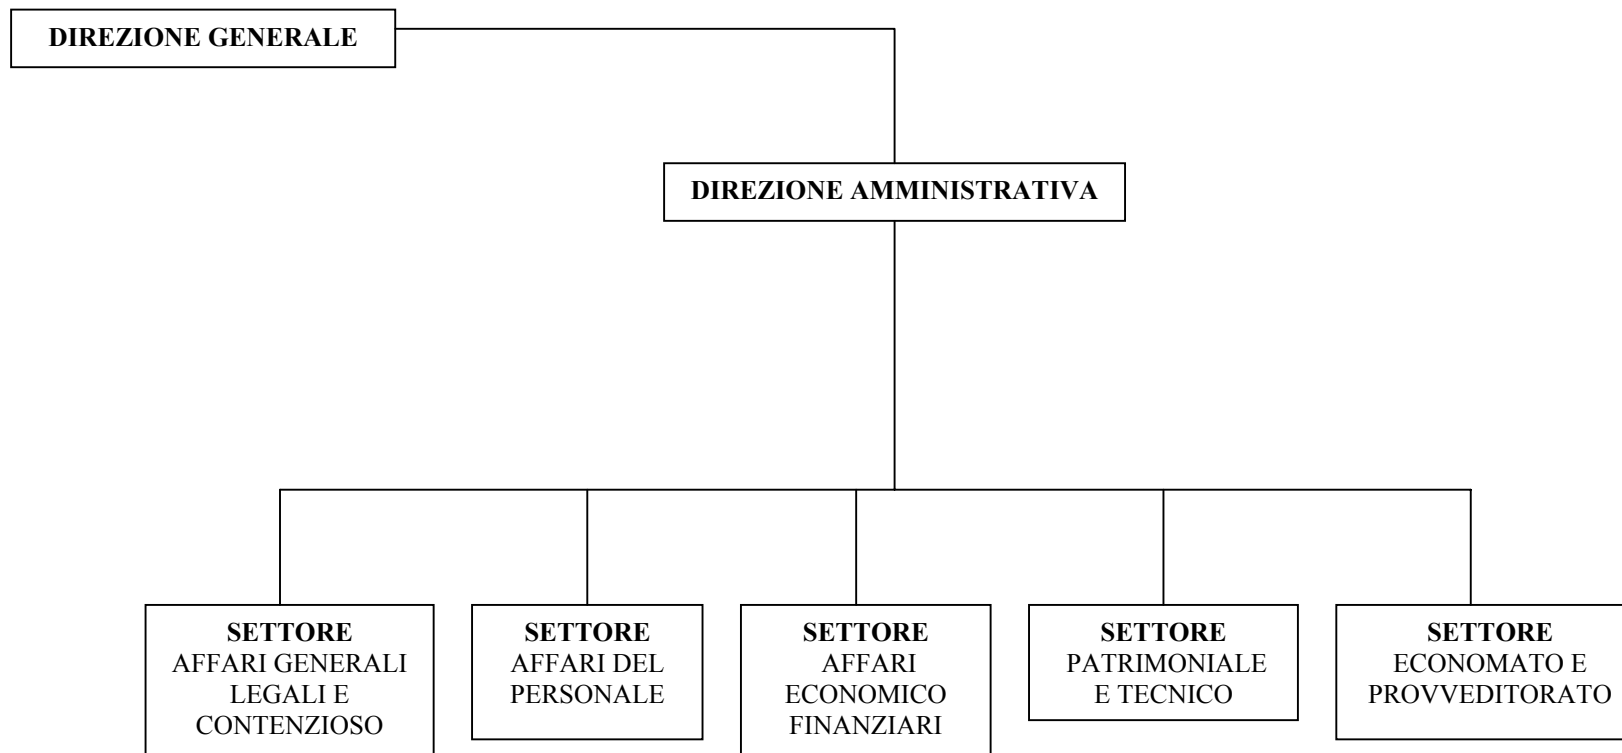 DIREZIONE GENERALE
DIREZIONE AMMINISTRATIVA
SETTORE
AFFARI GENERALI
LEGALI E
CONTENZIOSO
SETTORE
AFFARI DEL
PERSONALE
SETTORE
AFFARI
ECONOMICO
FINANZIARI
SETTORE
PATRIMONIALE
E TECNICO
SETTORE
ECONOMATO E
PROVVEDITORATO